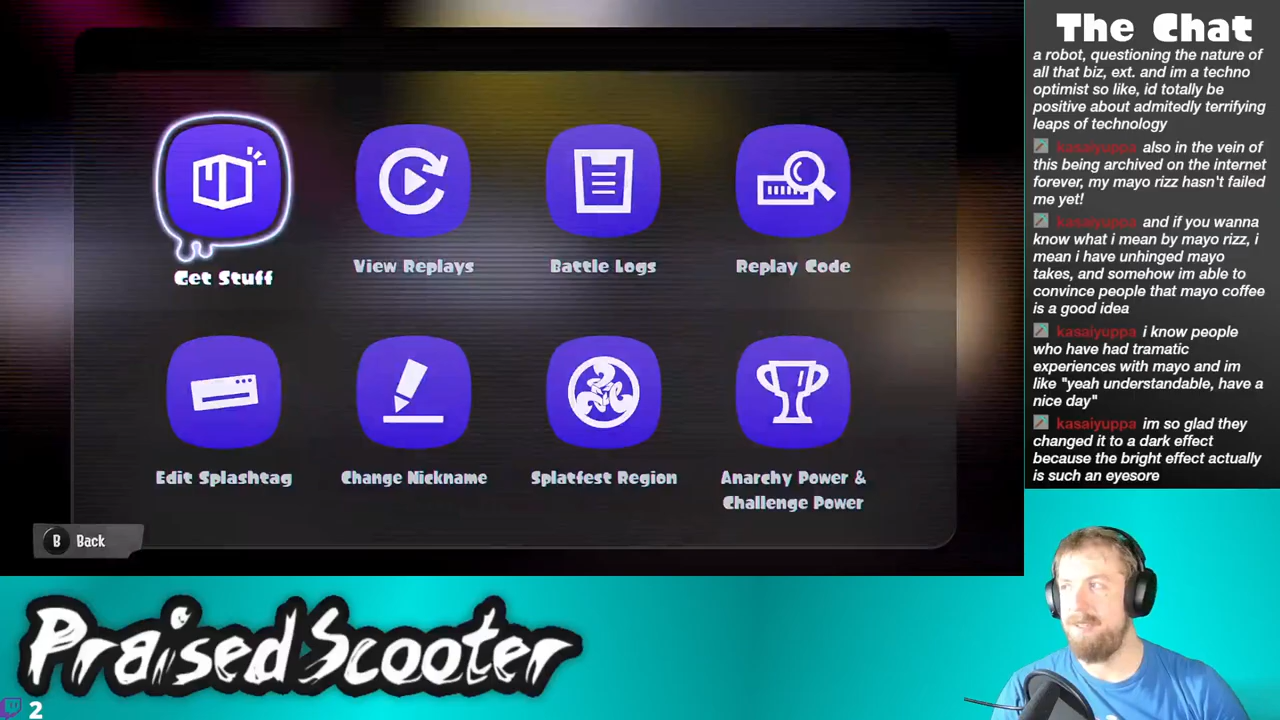 Get Stuff
View Replays
Battle Logs
Replay Code
Edit Splashtag
Change Nickname
Splatfest Region
Anarchy Power &
Challenge Power
B Back
PraisedScooter
2
The Chat
a robot, questioning the nature of
all that biz, ext. and im a techno
optimist so like, id totally be
positive about admitedly terrifying
leaps of technology
kasaiyuppa also in the vein of
this being archived on the internet
forever, my mayo rizz hasn't failed
me yet!
kasaiyuppa and if you wanna
know what i mean by mayo rizz, i
mean i have unhinged mayo
takes, and somehow im able to
convince people that mayo coffee
is a good idea
kasaiyuppa i know people
who have had tramatic
experiences with mayo and im
like "yeah understandable, have a
nice day"
kasaiyuppa im so glad they
changed it to a dark effect
because the bright effect actually
is such an eyesore